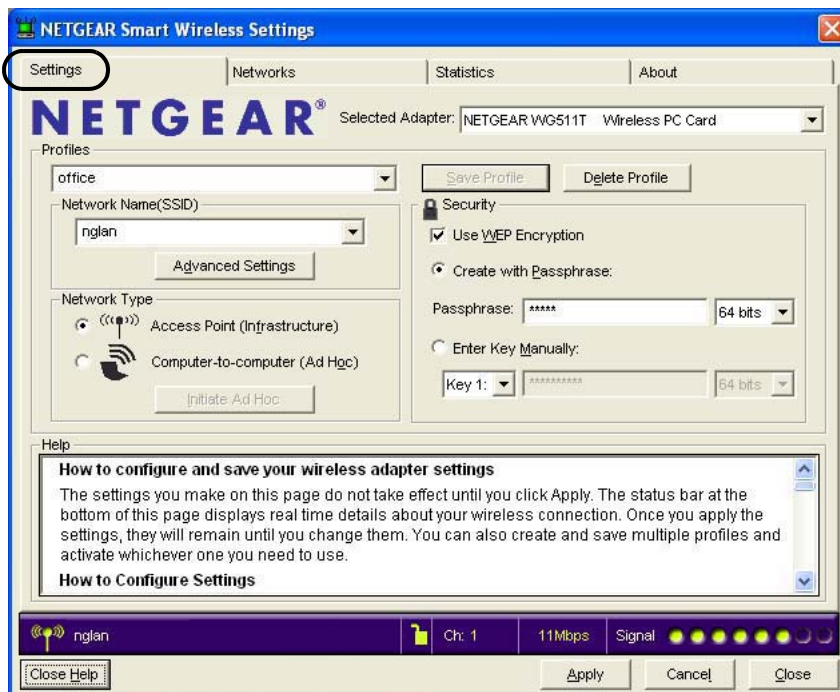 NETGEAR Smart Wireless Settings
Settings
Networks
Statistics
About
NETGEAR®
Selected Adapter:
NETGEAR WG511T Wireless PC Card
Profiles
office
Save Profile
Delete Profile
Network Name(SSID)
nglan
Advanced Settings
Security
Use WEP Encryption
Create with Passphrase:
Passphrase:
*****
64 bits
Enter Key Manually:
Key 1:
**********
64 bits
Network Type
Access Point (Infrastructure)
Computer-to-computer (Ad Hoc)
Initiate Ad Hoc
Help
How to configure and save your wireless adapter settings
The settings you make on this page do not take effect until you click Apply. The status bar at the
bottom of this page displays real time details about your wireless connection. Once you apply the
settings, they will remain until you change them. You can also create and save multiple profiles and
activate whichever one you need to use.
How to Configure Settings
nglan
Ch: 1
11Mbps
Signal
Close Help
Apply
Cancel
Close